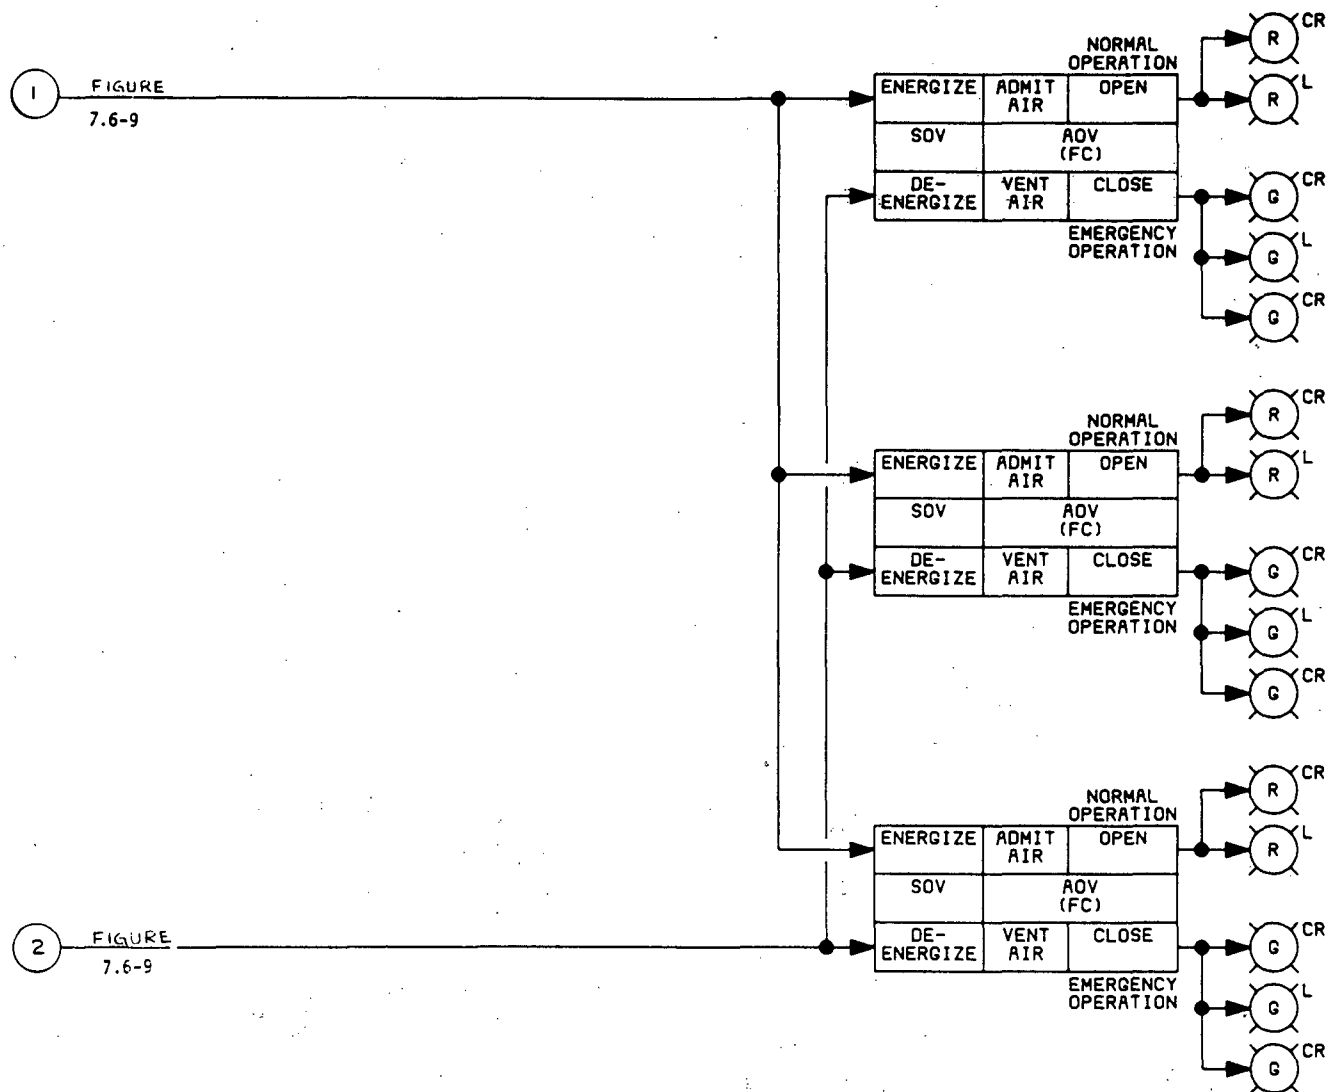 CR
R
NORMAL
OPERATION
1
FIGURE
7.6-9
ENERGIZE
ADMIT
AIR
OPEN
R
L
SOV
AOV
(FC)
DE-
ENERGIZE
VENT
AIR
CLOSE
G
CR
EMERGENCY
OPERATION
G
L
G
CR
R
CR
NORMAL
OPERATION
ENERGIZE
ADMIT
AIR
OPEN
R
L
SOV
AOV
(FC)
DE-
ENERGIZE
VENT
AIR
CLOSE
G
CR
EMERGENCY
OPERATION
G
L
G
CR
R
CR
NORMAL
OPERATION
ENERGIZE
ADMIT
AIR
OPEN
R
L
SOV
AOV
(FC)
2
FIGURE
7.6-9
DE-
ENERGIZE
VENT
AIR
CLOSE
G
CR
EMERGENCY
OPERATION
G
L
G
CR